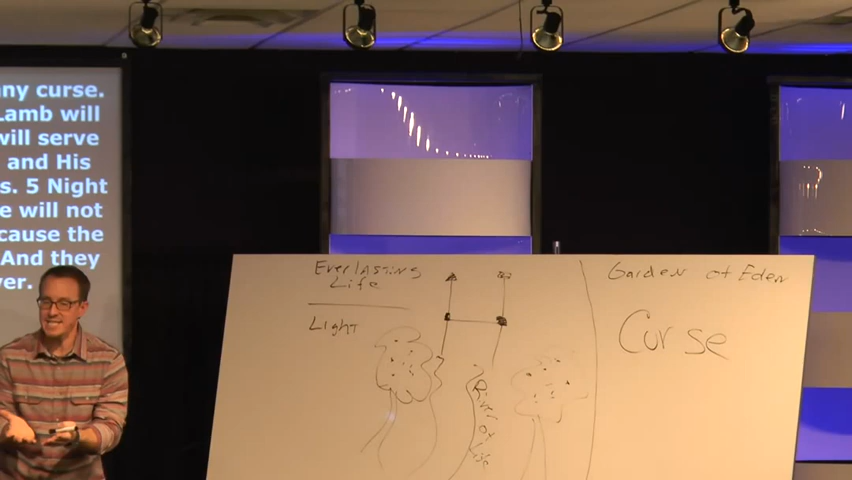 any curse.
Lamb will
will serve
and His
s. 5 Night
e will not
cause the
And they
ver.
Everlasting
Life
Light
River of Life
Garden of Eden
Curse